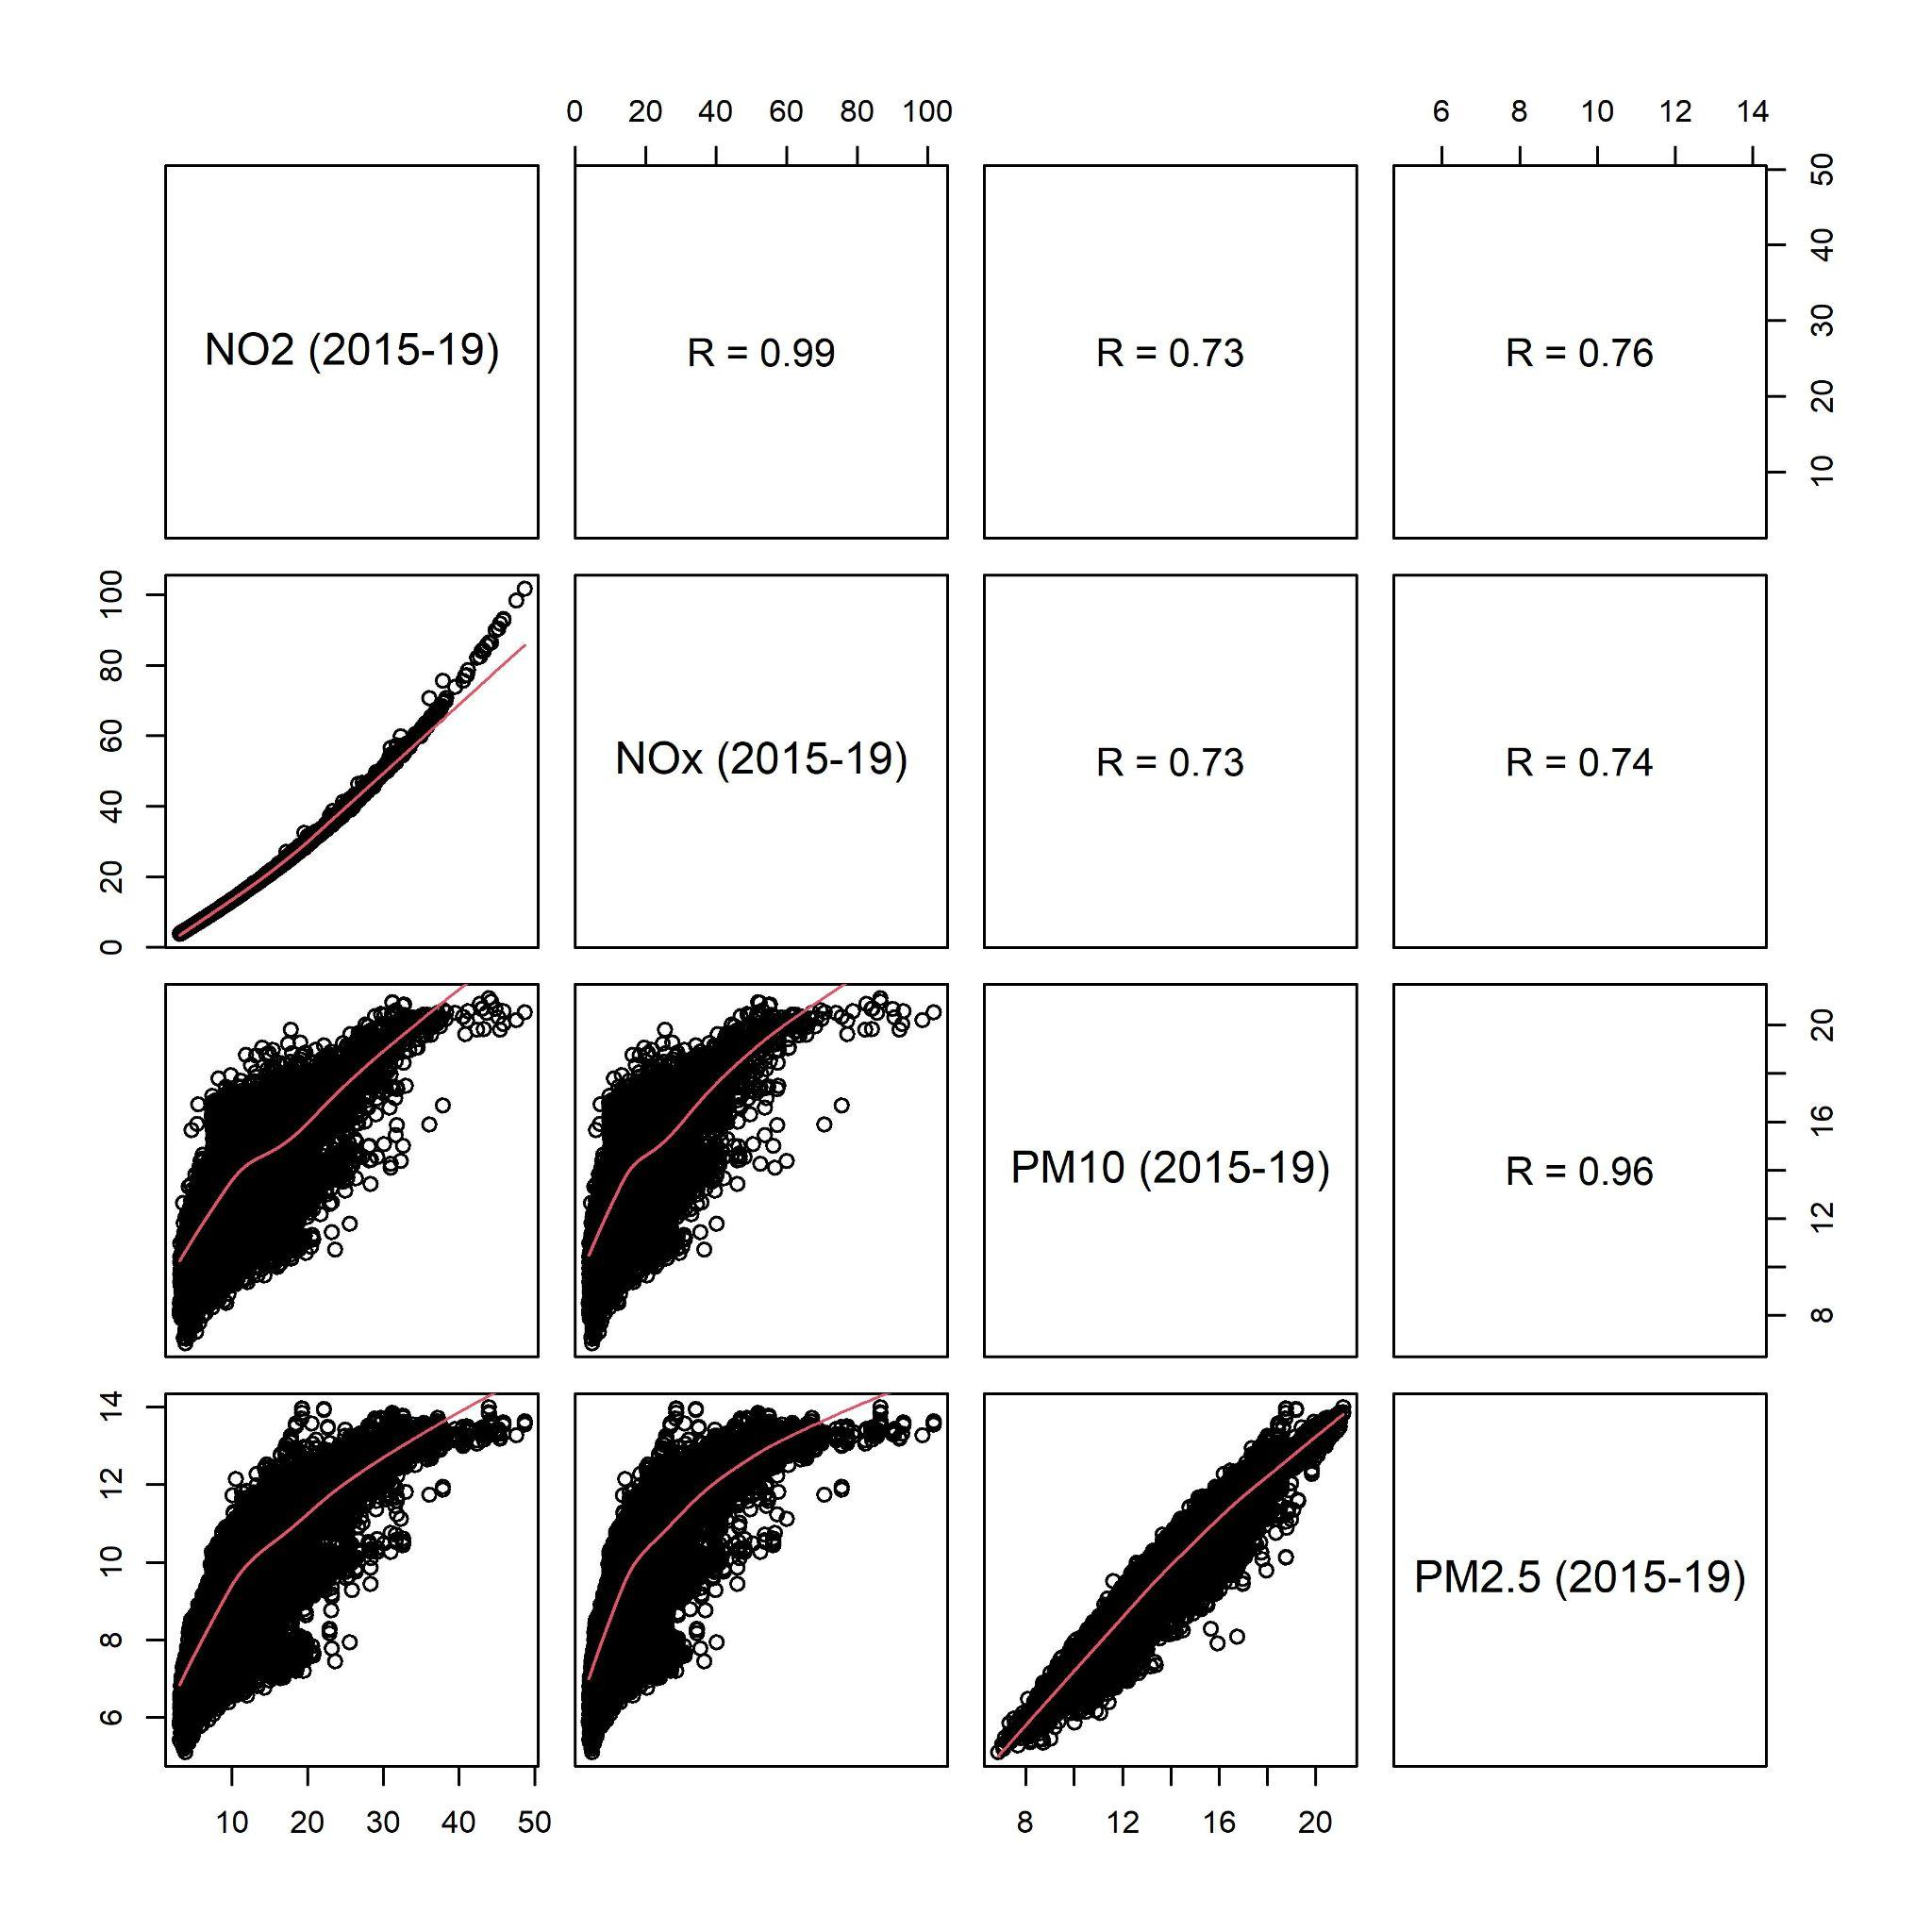 0 20 40 60 80 100
6 8 10 12 14
NO2 (2015-19)
R = 0.99
R = 0.73
R = 0.76
50
40
30
20
10
100
80
60
40
20
0
NOx (2015-19)
R = 0.73
R = 0.74
PM10 (2015-19)
R = 0.96
20
16
12
8
14
12
10
8
6
PM2.5 (2015-19)
10 20 30 40 50
8 12 16 20